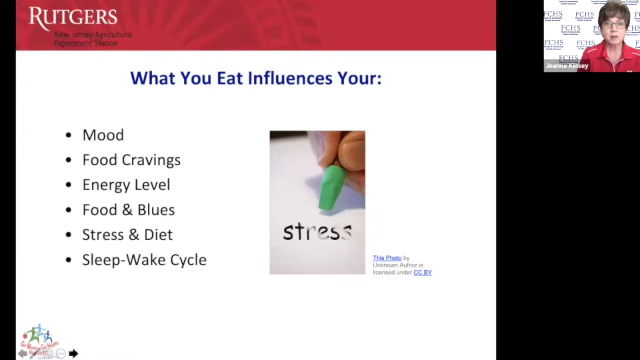 RUTGERS
New Jersey Agricultural
Experiment Station
What You Eat Influences Your:
• Mood
• Food Cravings
• Energy Level
• Food & Blues
• Stress & Diet
• Sleep-Wake Cycle
stress
This Photo by
Unknown Author is
licensed under CC BY
FCHS
FCHS
Joanne Kinsey